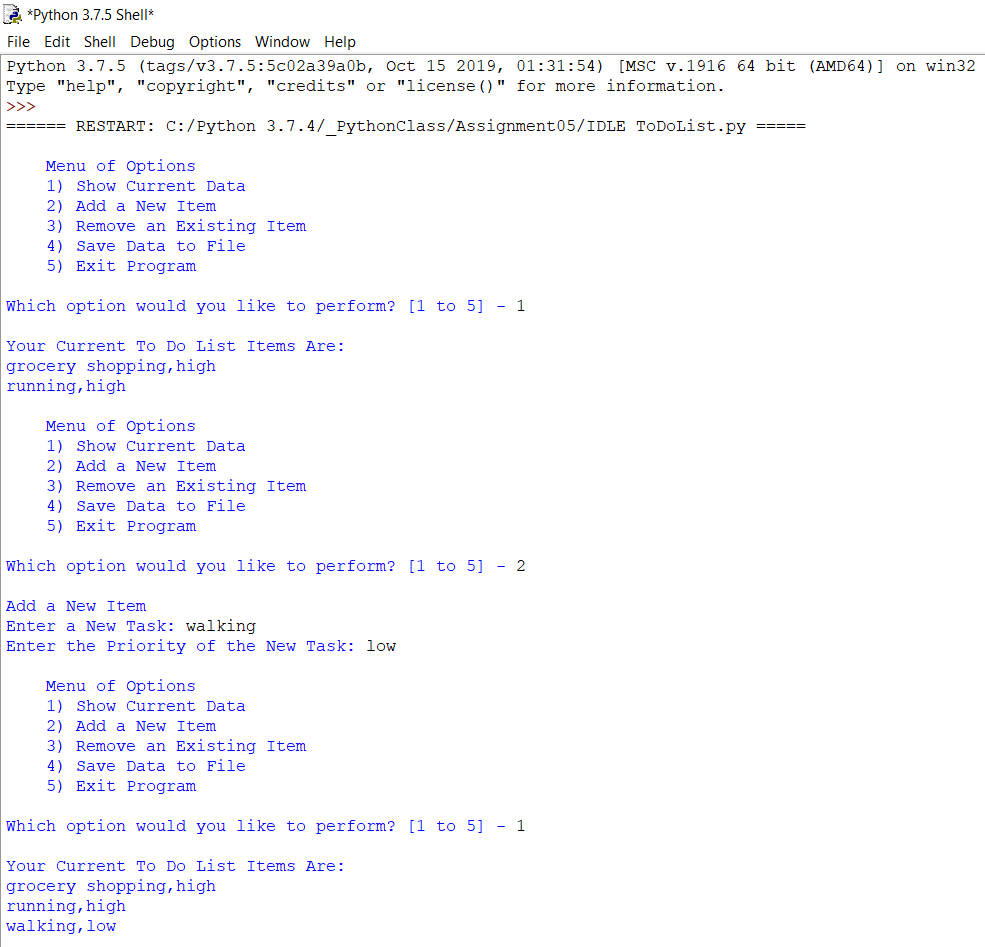 *Python 3.7.5 Shell*
File Edit Shell Debug Options Window Help
Python 3.7.5 (tags/v3.7.5:5c02a39a0b, Oct 15 2019, 01:31:54) [MSC v.1916 64 bit (AMD64)] on win32
Type "help", "copyright", "credits" or "license()" for more information.
>>>
====== RESTART: C:/Python 3.7.4/_PythonClass/Assignment05/IDLE ToDoList.py =====
Menu of Options
1) Show Current Data
2) Add a New Item
3) Remove an Existing Item
4) Save Data to File
5) Exit Program
Which option would you like to perform? [1 to 5] - 1
Your Current To Do List Items Are:
grocery shopping,high
running,high
Menu of Options
1) Show Current Data
2) Add a New Item
3) Remove an Existing Item
4) Save Data to File
5) Exit Program
Which option would you like to perform? [1 to 5] - 2
Add a New Item
Enter a New Task: walking
Enter the Priority of the New Task: low
Menu of Options
1) Show Current Data
2) Add a New Item
3) Remove an Existing Item
4) Save Data to File
5) Exit Program
Which option would you like to perform? [1 to 5] - 1
Your Current To Do List Items Are:
grocery shopping,high
running,high
walking,low